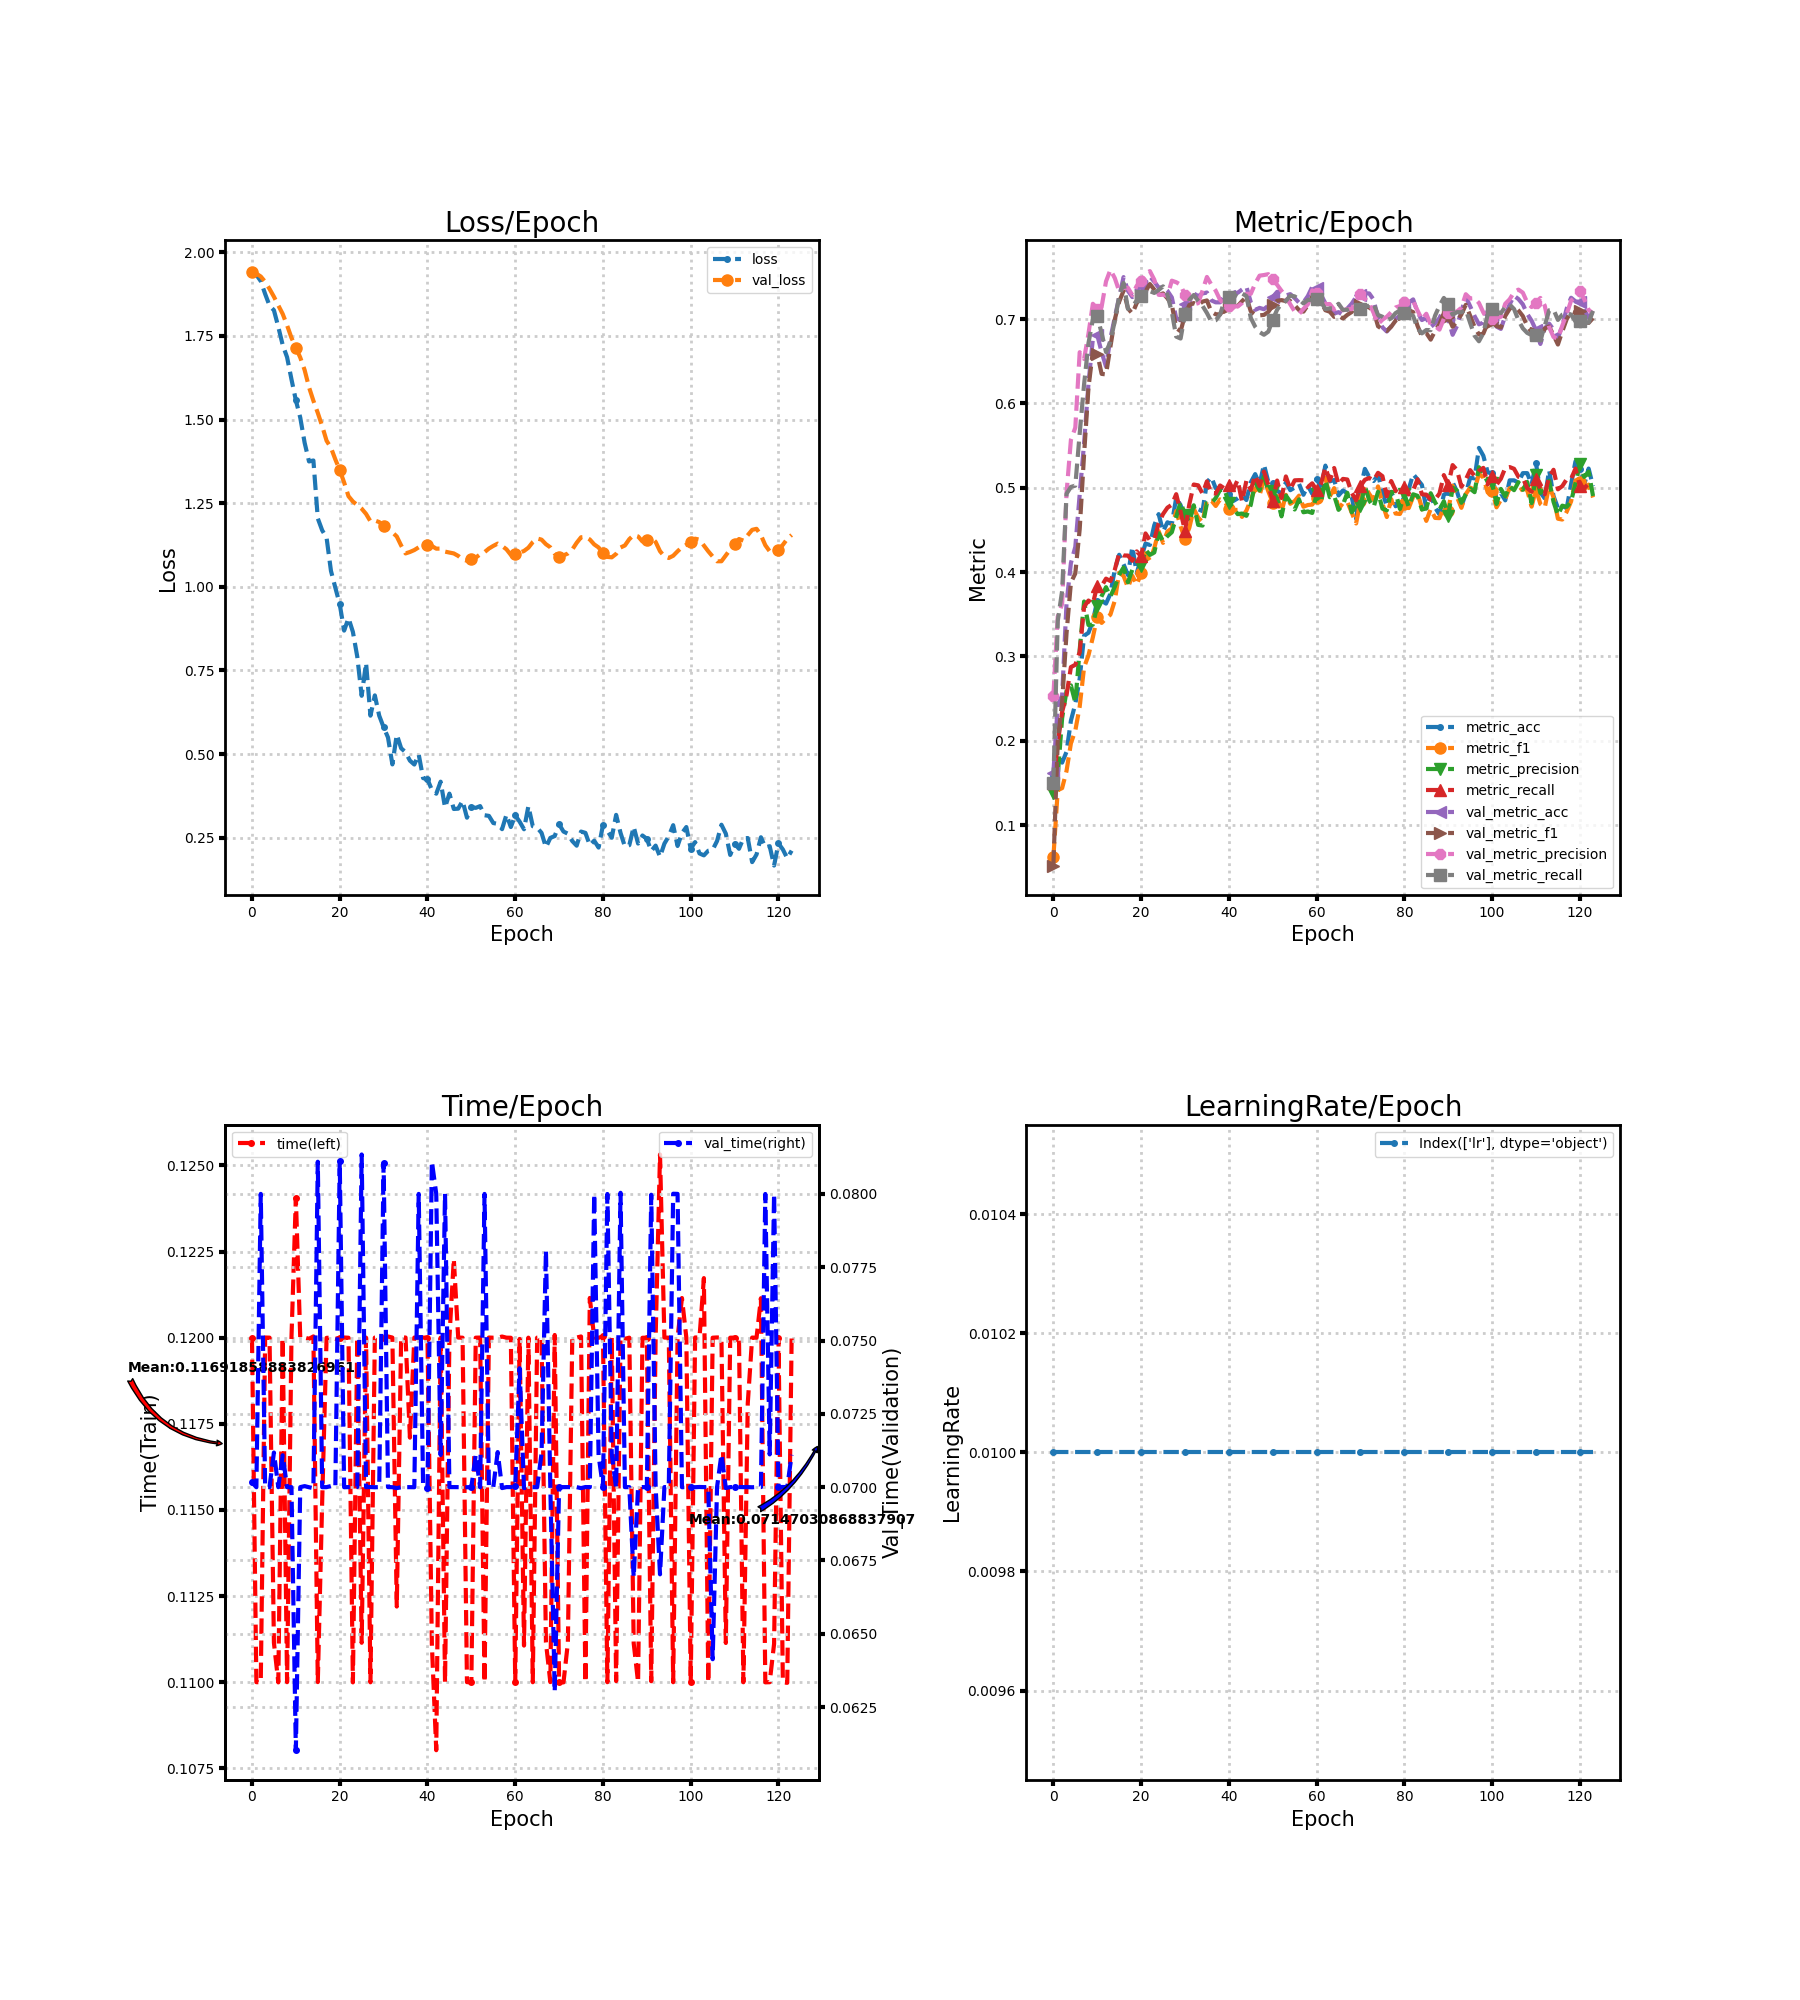 Loss/Epoch
2.00
1.75
1.50
1.25
1.00
0.75
0.50
0.25
Loss
0
20
40
60
80
100
120
Epoch
loss
val_loss
Metric/Epoch
0.7
0.6
0.5
0.4
0.3
0.2
0.1
Metric
0
20
40
60
80
100
120
Epoch
metric_acc
metric_f1
metric_precision
metric_recall
val_metric_acc
val_metric_f1
val_metric_precision
val_metric_recall
Time/Epoch
time(left)
val_time(right)
0.1250
0.1225
0.1200
0.1175
0.1150
0.1125
0.1100
0.1075
Time(Train)
0.0800
0.0775
0.0750
0.0725
0.0700
0.0675
0.0650
0.0625
Val_Time(Validation)
Mean:0.07147030868837907
0
20
40
60
80
100
120
Epoch
LearningRate/Epoch
Index(['lr'], dtype='object')
0.0104
0.0102
0.0100
0.0098
0.0096
LearningRate
0
20
40
60
80
100
120
Epoch